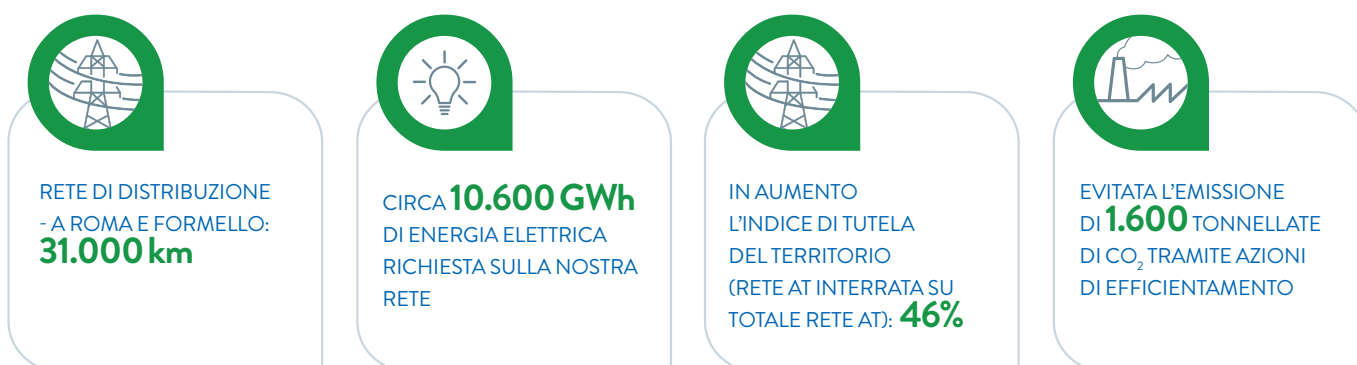 RETE DI DISTRIBUZIONE
- A ROMA E FORMELLO:
31.000 km
CIRCA 10.600 GWh
DI ENERGIA ELETTRICA
RICHIESTA SULLA NOSTRA
RETE
IN AUMENTO
L'INDICE DI TUTELA
DEL TERRITORIO
(RETE AT INTERRATA SU
TOTALE RETE AT): 46%
EVITATA L'EMISSIONE
DI 1.600 TONNELLATE
DI CO₂ TRAMITE AZIONI
DI EFFICIENTAMENTO